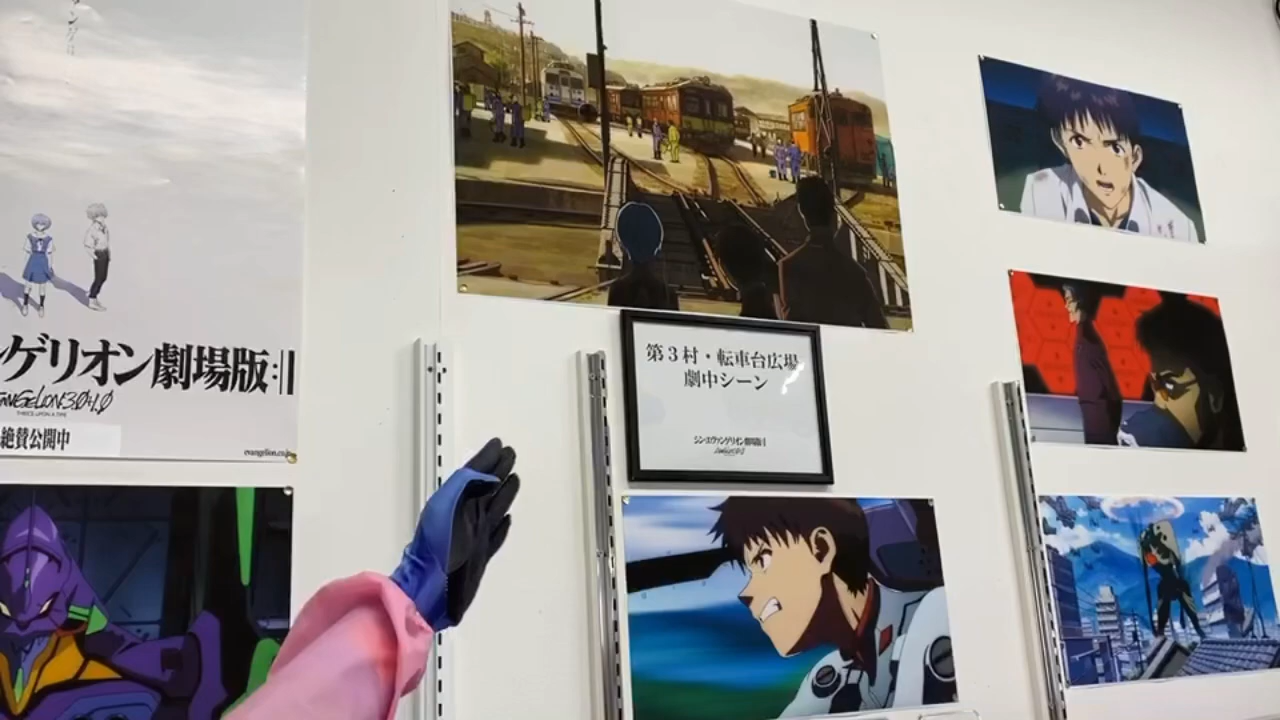 ンゲリオン劇場版:||
EVANGELION:3.0+1.0
THRICE UPON A TIME
絶賛公開中
evangelion.co.jp
第3村・転車台広場
劇中シーン
シン・エヴァンゲリオン劇場版:||